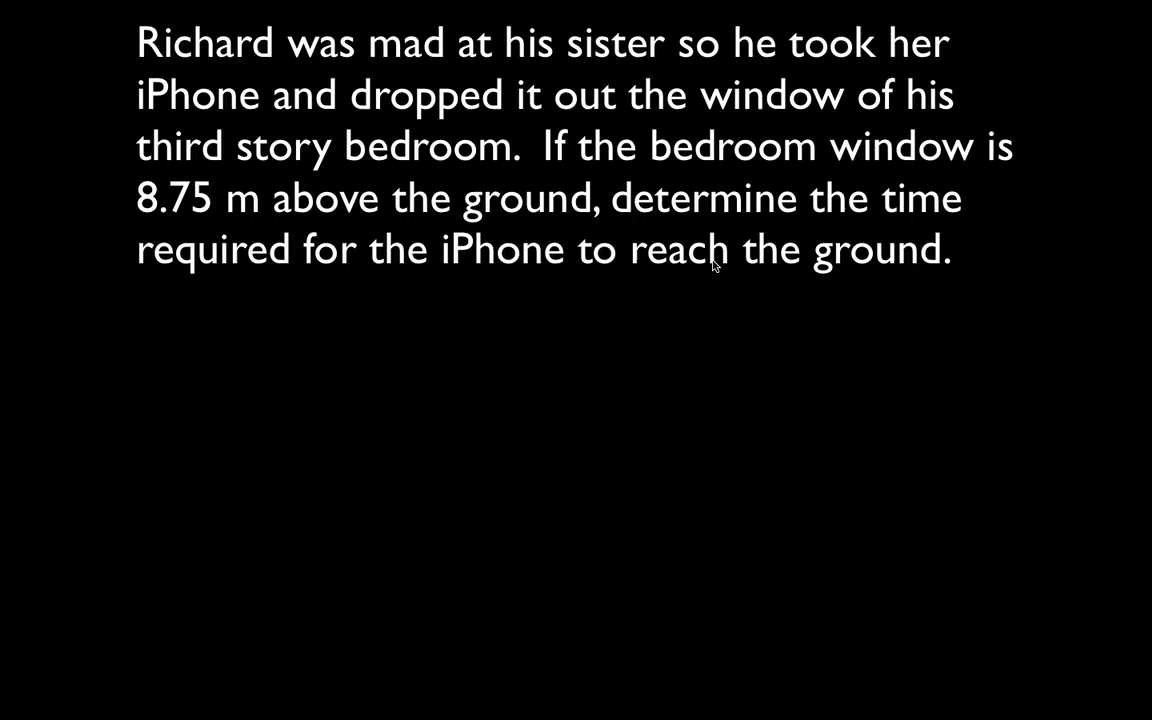 Richard was mad at his sister so he took her
iPhone and dropped it out the window of his
third story bedroom.  If the bedroom window is
8.75 m above the ground, determine the time
required for the iPhone to reach the ground.